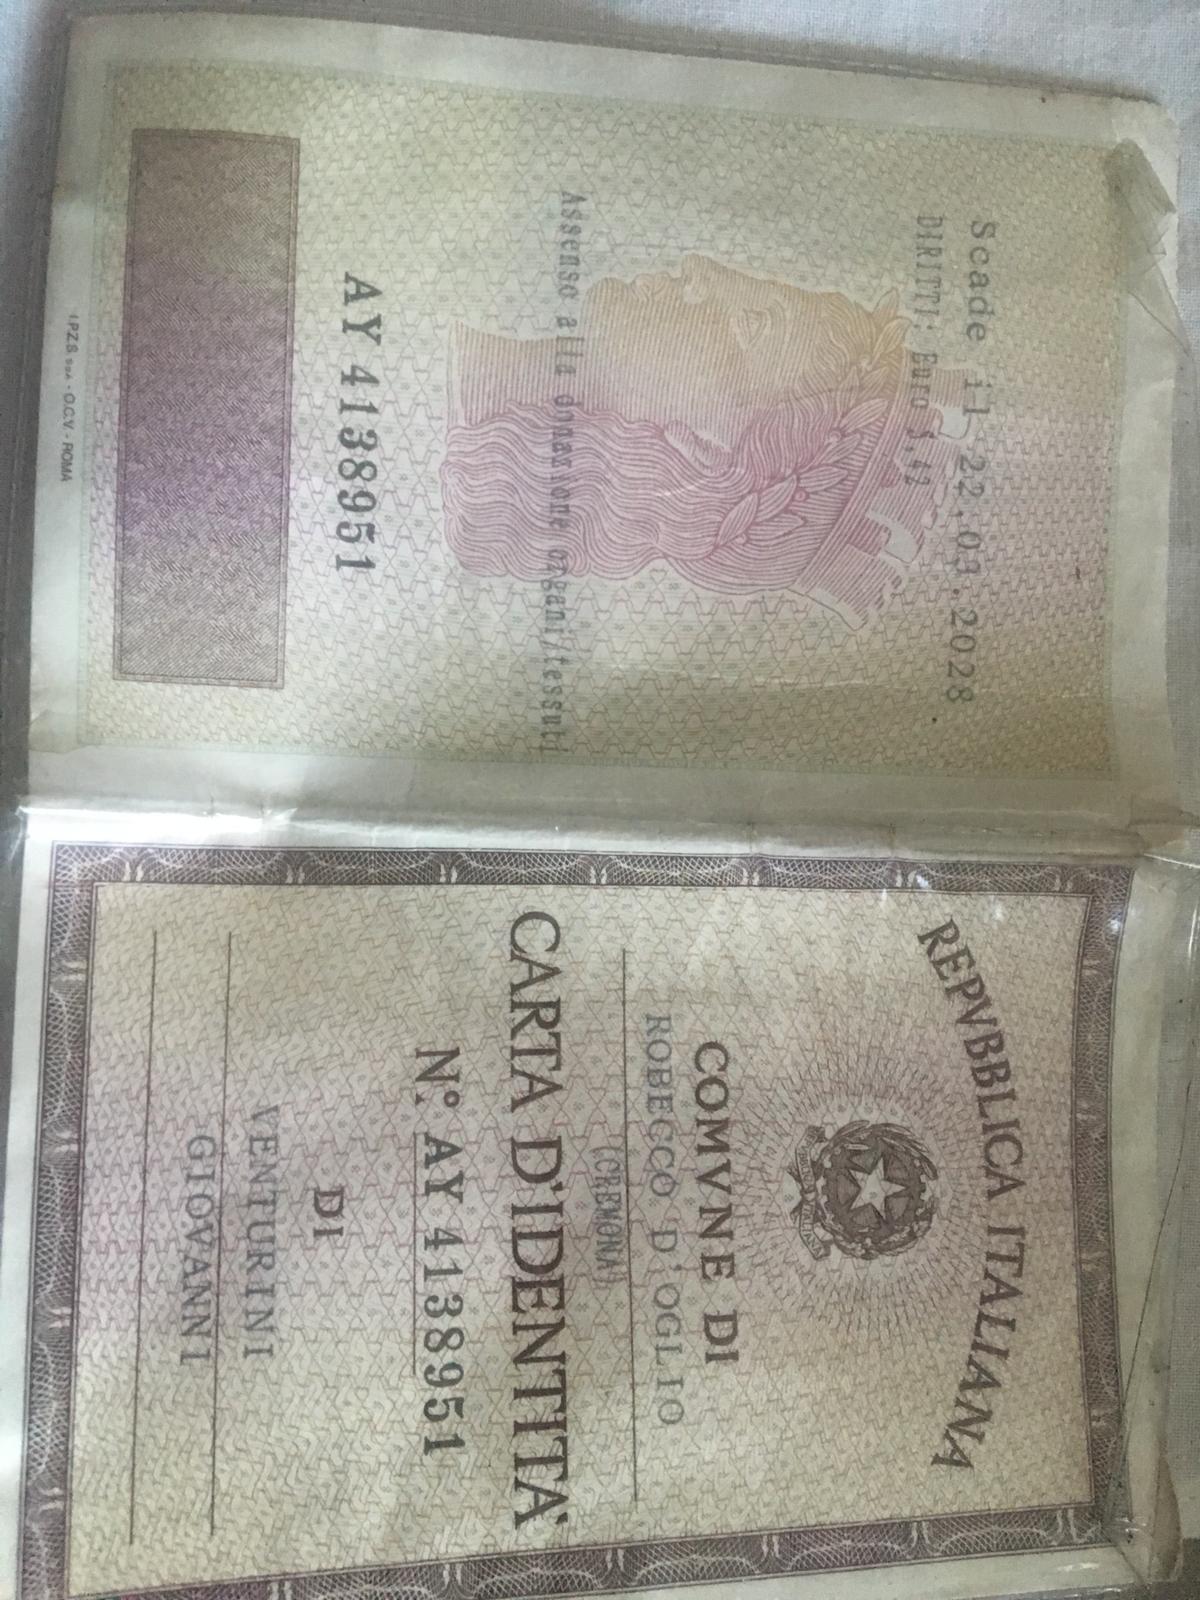 Scade il 22.03.2028.
DIRITTI: Euro 5,42
Assenso alla donazione organi/tessuti
AY 4138951
I.P.Z.S. S.p.A. - O.C.V. - ROMA
REPVBBLICA ITALIANA
COMVNE DI
ROBECCO D'OGLIO
(CREMONA)
CARTA D'IDENTITÀ
N° AY 4138951
DI
VENTURINI
GIOVANNI